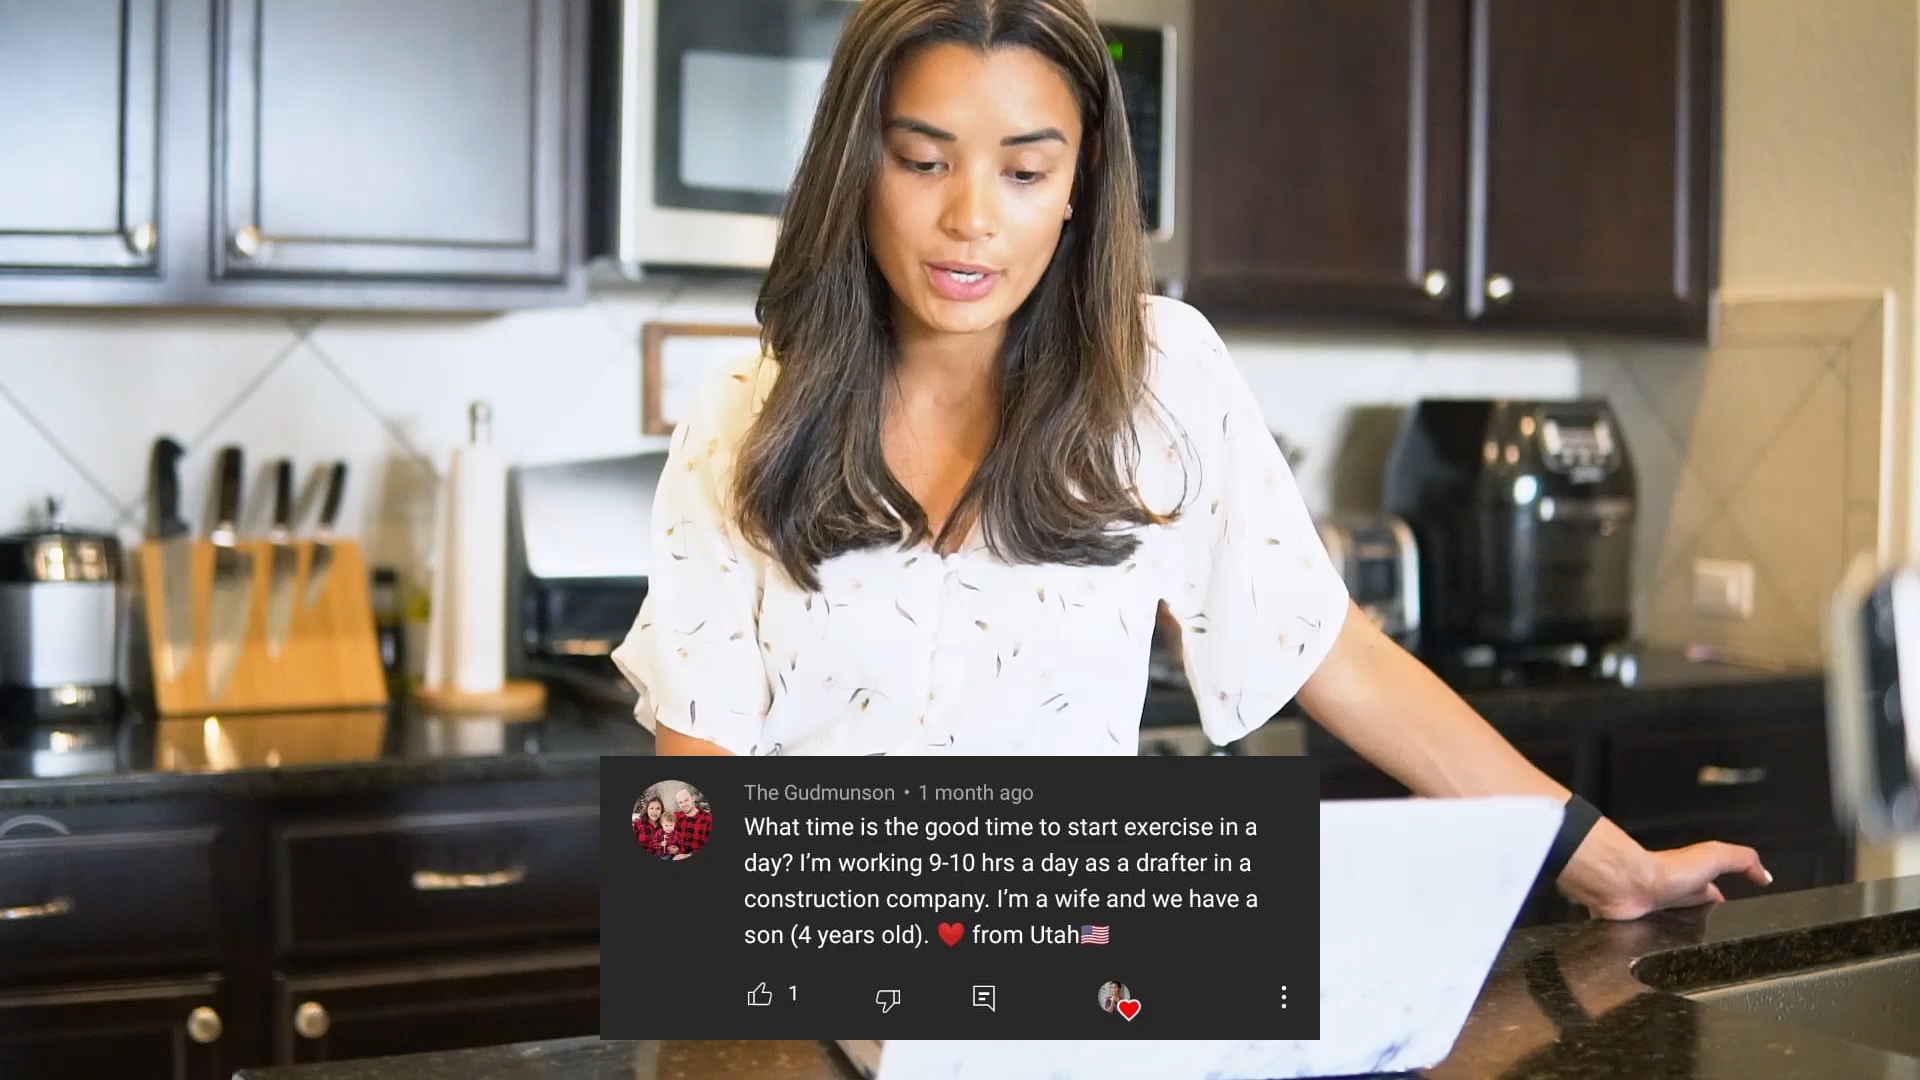 The Gudmunson • 1 month ago
What time is the good time to start exercise in a
day? I’m working 9-10 hrs a day as a drafter in a
construction company. I’m a wife and we have a
son (4 years old). ❤️ from Utah🇺🇸
1